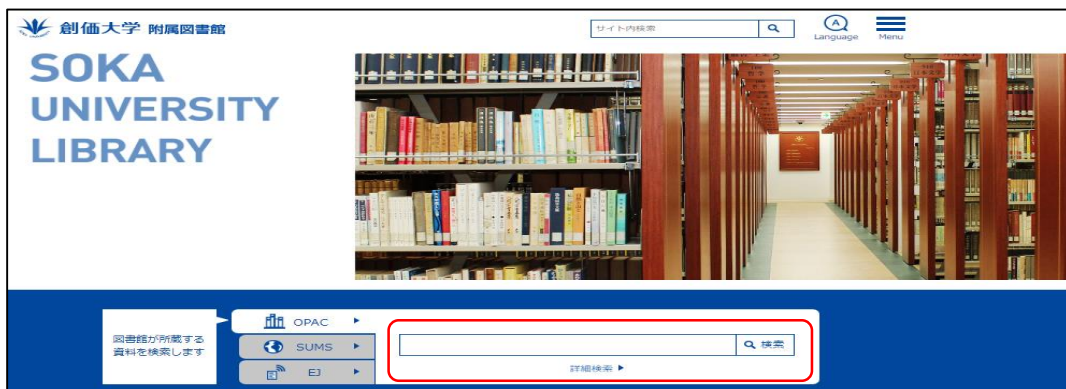 創価大学 附属図書館
サイト内検索
Language
Menu
SOKA
UNIVERSITY
LIBRARY
図書館が所蔵する
資料を検索します
OPAC
SUMS
EJ
検索
詳細検索